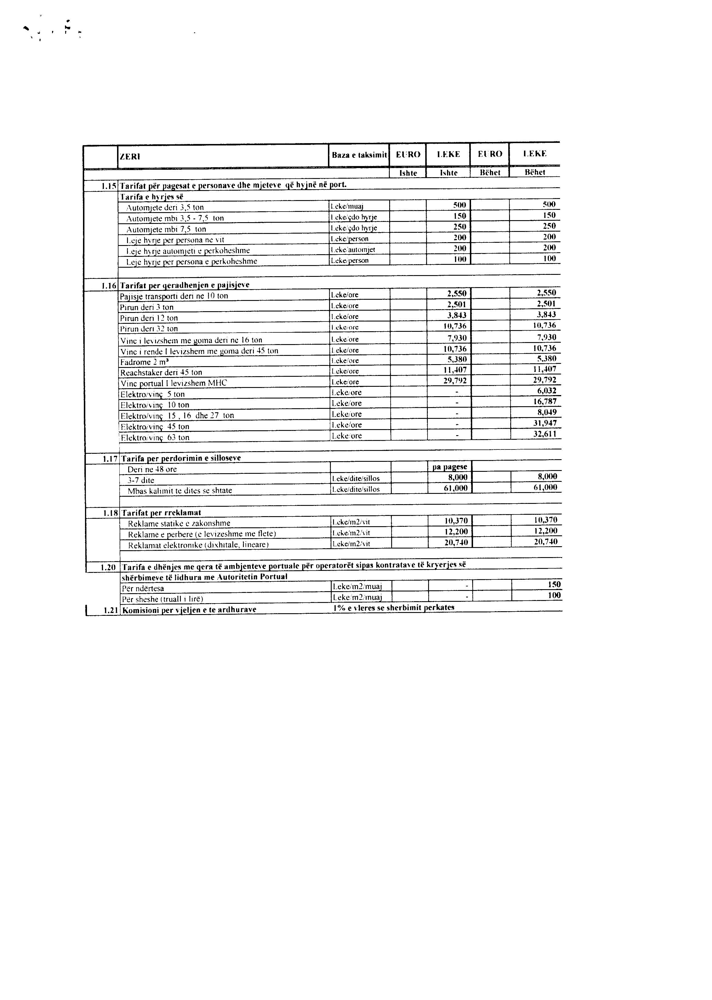 ZERI Baza e taksimit EURO LEKE EURO LEKE
Ishte Ishte Bëhet Bëhet
1.15 Tarifat për pagesat e personave dhe mjeteve që hyjnë në port.
Tarifa e hyrjes së
Automjete deri 3,5 ton Leke/muaj 500 500
Automjete mbi 3,5 - 7,5 ton Leke/çdo hyrje 150 150
Automjete mbi 7,5 ton Leke/çdo hyrje 250 250
Leje hyrje per persona ne vit Leke/person 200 200
Leje hyrje automjeti e perkoheshme Leke/automjet 200 200
Leje hyrje per persona e perkoheshme Leke/person 100 100
1.16 Tarifat per qeradhenjen e pajisjeve
Pajisje transporti deri ne 10 ton Leke/ore 2,550 2,550
Pirun deri 3 ton Leke/ore 2,501 2,501
Pirun deri 12 ton Leke/ore 3,843 3,843
Pirun deri 32 ton Leke/ore 10,736 10,736
Vinc i levizshem me goma deri ne 16 ton Leke/ore 7,930 7,930
Vinc i rende I levizshem me goma deri 45 ton Leke/ore 10,736 10,736
Fadrome 2 m³ Leke/ore 5,380 5,380
Reachstaker deri 45 ton Leke/ore 11,407 11,407
Vinc portual I levizshem MHC Leke/ore 29,792 29,792
Elektro/vinç 5 ton Leke/ore - 6,032
Elektro/vinç 10 ton Leke/ore - 16,787
Elektro/vinç 15 , 16 dhe 27 ton Leke/ore - 8,049
Elektro/vinç 45 ton Leke/ore - 31,947
Elektro/vinç 63 ton Leke/ore - 32,611
1.17 Tarifa per perdorimin e silloseve
Deri ne 48 ore pa pagese
3-7 dite Leke/dite/sillos 8,000 8,000
Mbas kalimit te dites se shtate Leke/dite/sillos 61,000 61,000
1.18 Tarifat per rreklamat
Reklame statike e zakonshme Leke/m2/vit 10,370 10,370
Reklame e perbere (e levizeshme me flete) Leke/m2/vit 12,200 12,200
Reklamat elektronike (dixhitale, lineare) Leke/m2/vit 20,740 20,740
1.20 Tarifa e dhënjes me qera të ambjenteve portuale për operatorët sipas kontratave të kryerjes së
shërbimeve të lidhura me Autoritetin Portual
Për ndërtesa Leke/m2/muaj - 150
Për sheshe (truall i lirë) Leke/m2/muaj - 100
1.21 Komisioni per vjeljen e te ardhurave 1% e vleres se sherbimit perkates